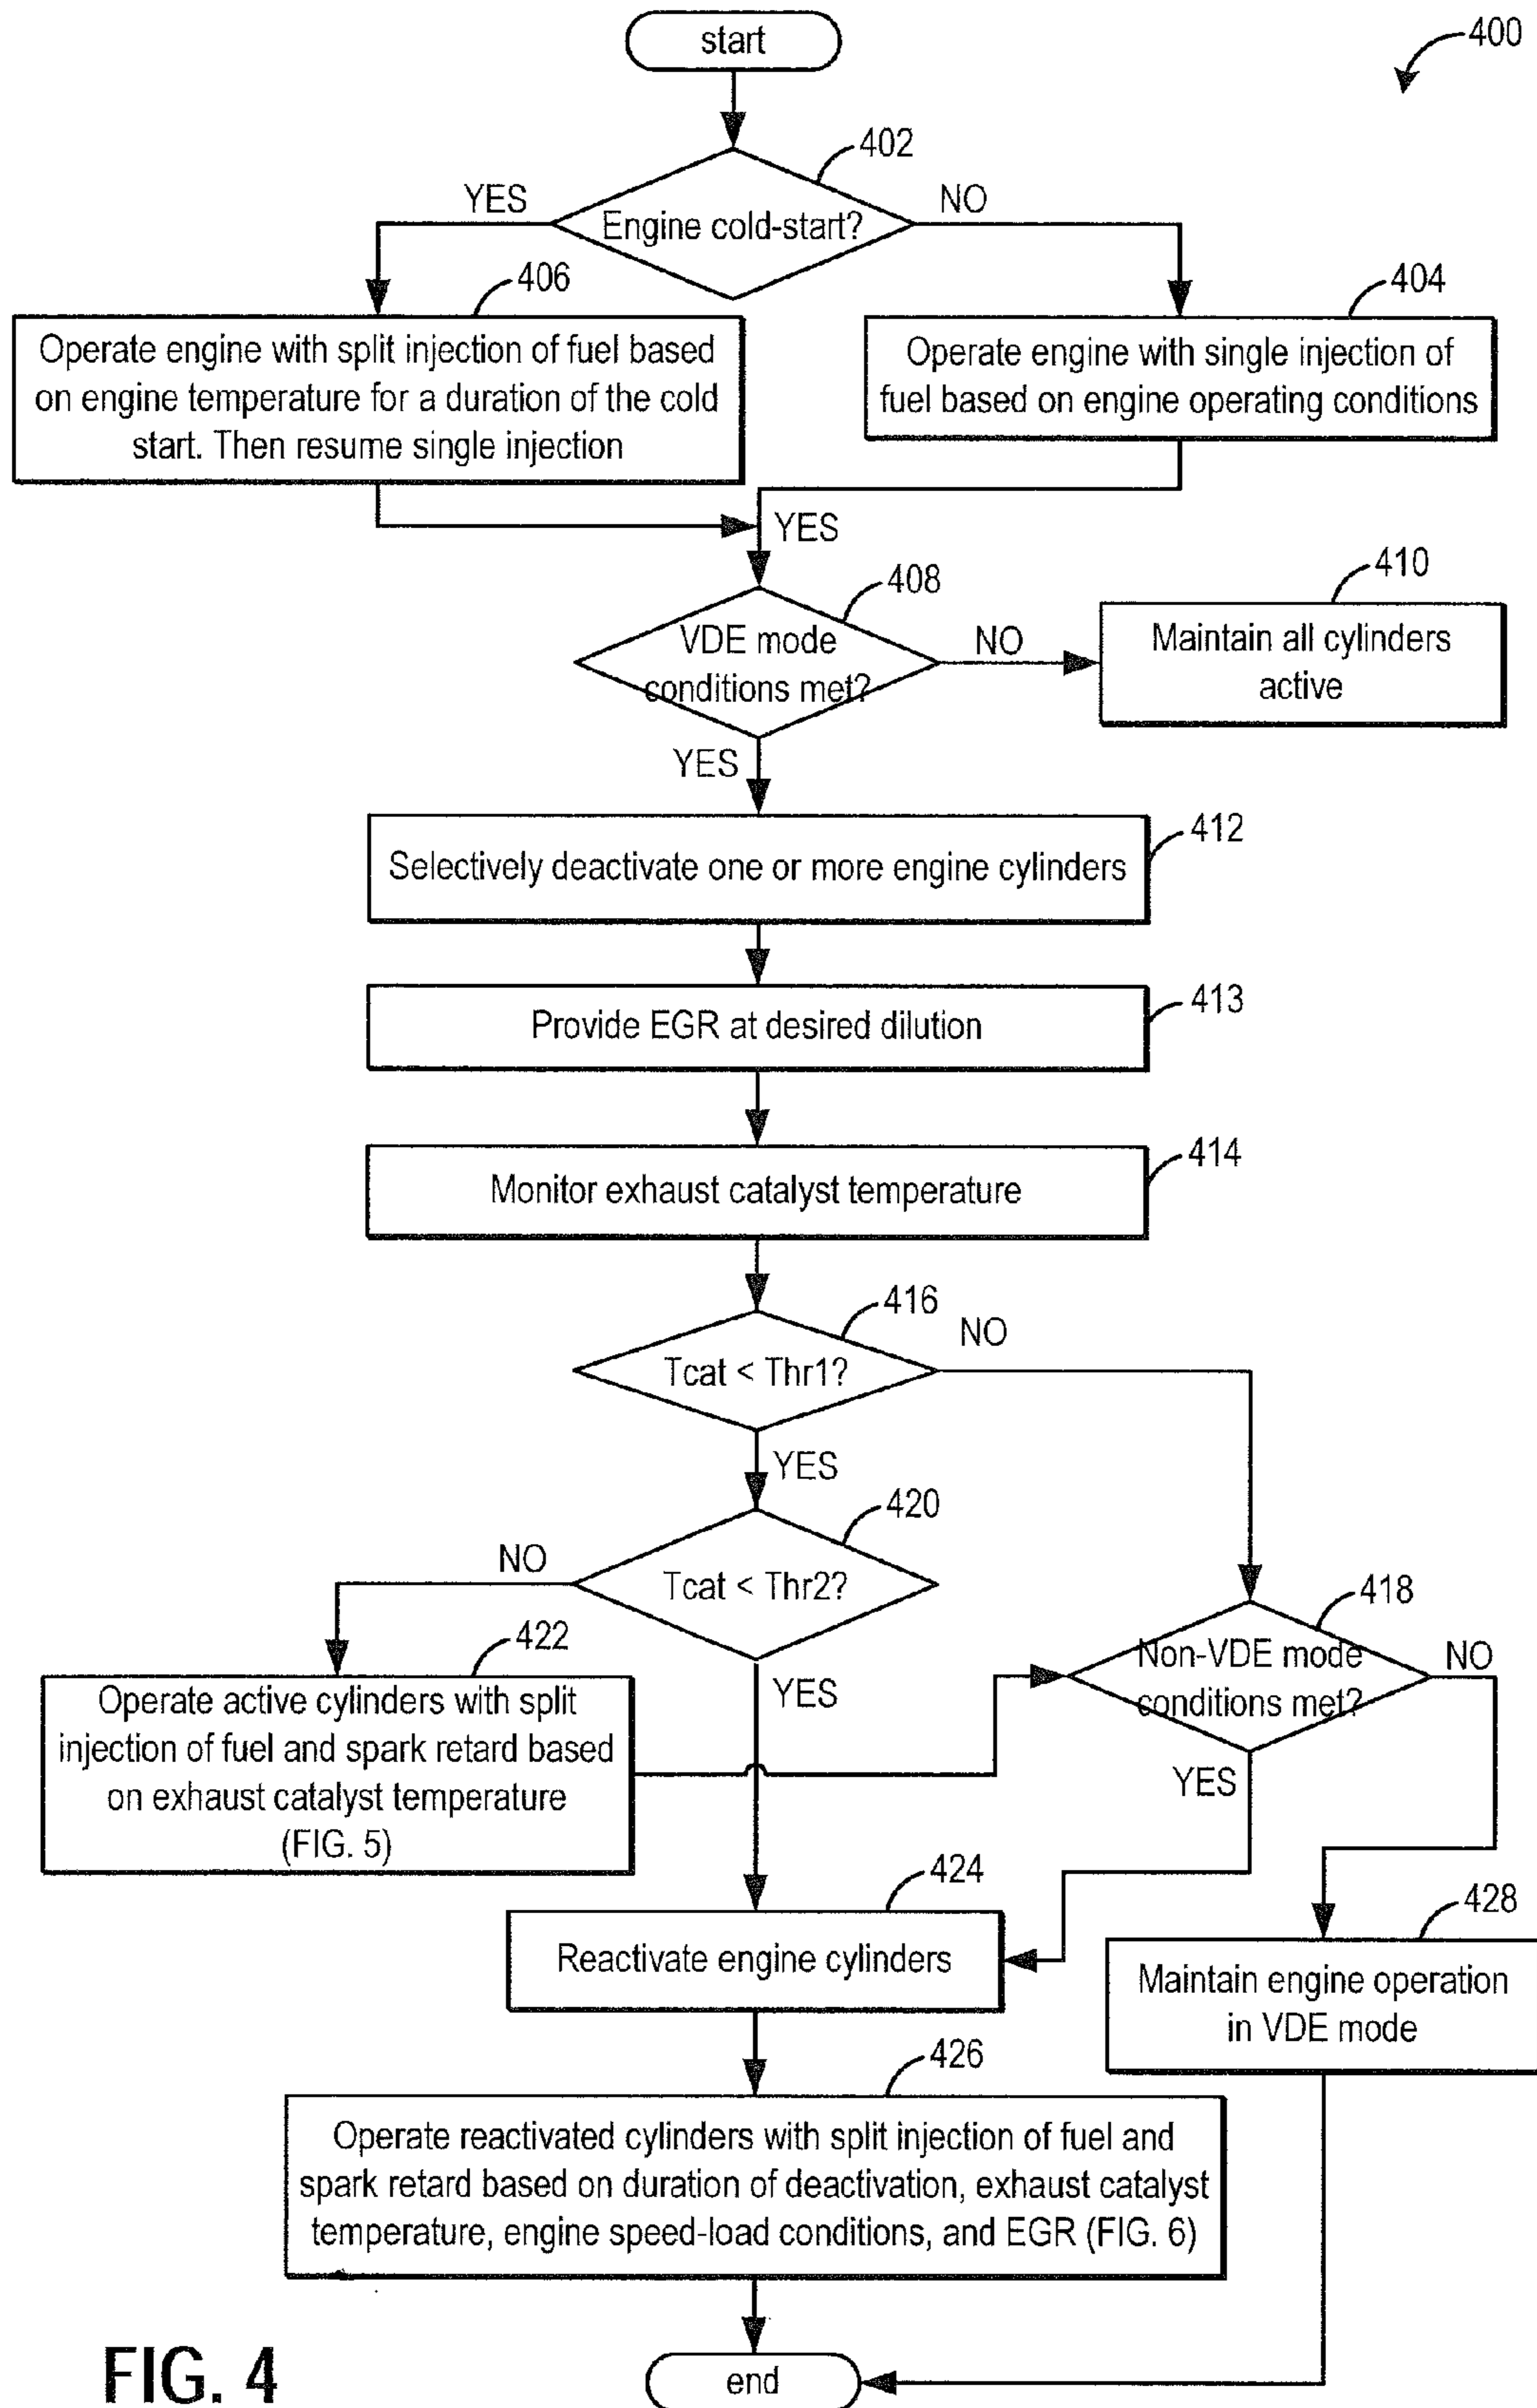 start
400
402
YES
NO
Engine cold-start?
406
404
Operate engine with split injection of fuel based
on engine temperature for a duration of the cold
start. Then resume single injection
Operate engine with single injection of
fuel based on engine operating conditions
YES
408
410
VDE mode
conditions met?
NO
Maintain all cylinders
active
YES
412
Selectively deactivate one or more engine cylinders
413
Provide EGR at desired dilution
414
Monitor exhaust catalyst temperature
416
NO
Tcat < Thr1?
YES
420
NO
Tcat < Thr2?
418
422
Non-VDE mode
conditions met?
NO
YES
Operate active cylinders with split
injection of fuel and spark retard based
on exhaust catalyst temperature
(FIG. 5)
YES
424
428
Reactivate engine cylinders
Maintain engine operation
in VDE mode
426
Operate reactivated cylinders with split injection of fuel and
spark retard based on duration of deactivation, exhaust catalyst
temperature, engine speed-load conditions, and EGR (FIG. 6)
FIG. 4
end